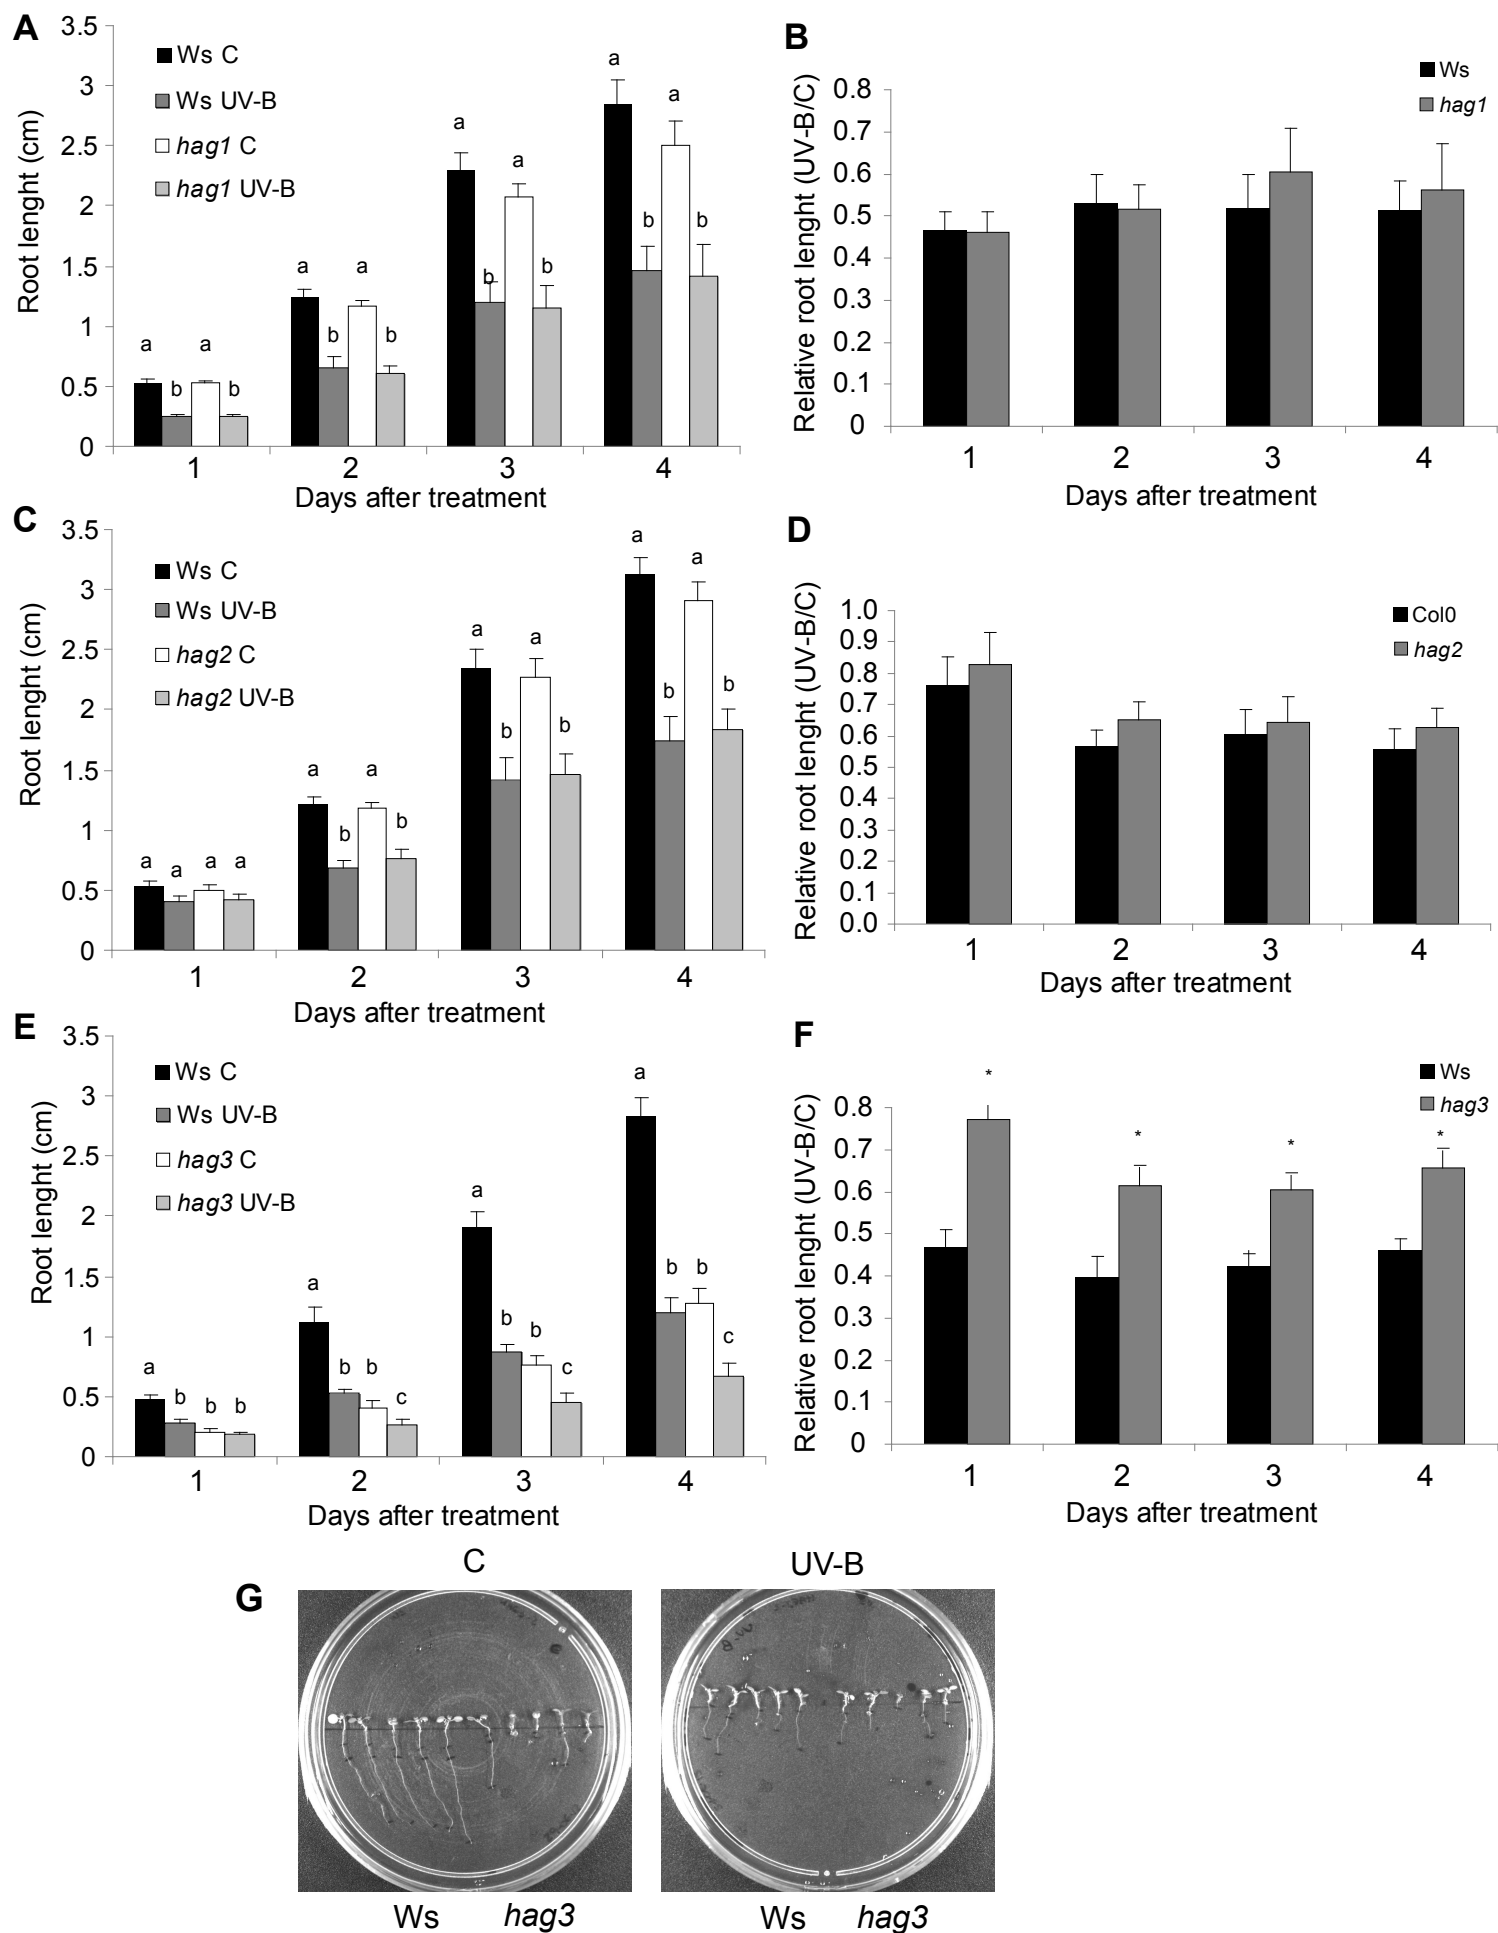 A
Root lenght (cm)
3.5
3
2.5
2
1.5
1
0.5
0
Ws C
Ws UV-B
hag1 C
hag1 UV-B
a b a b
a b a b
a b a b
a b a b
1 2 3 4
Days after treatment
B
Relative root lenght (UV-B/C)
0.8
0.7
0.6
0.5
0.4
0.3
0.2
0.1
0
Ws
hag1
1 2 3 4
Days after treatment
C
Root lenght (cm)
3.5
3
2.5
2
1.5
1
0.5
0
Ws C
Ws UV-B
hag2 C
hag2 UV-B
a a a a
a b a b
a b a b
a b a b
1 2 3 4
Days after treatment
D
Relative root lenght (UV-B/C)
1.0
0.9
0.8
0.7
0.6
0.5
0.4
0.3
0.2
0.1
0.0
Col0
hag2
1 2 3 4
Days after treatment
E
Root lenght (cm)
3.5
3
2.5
2
1.5
1
0.5
0
Ws C
Ws UV-B
hag3 C
hag3 UV-B
a b b b
a b b c
a b b c
a b b c
1 2 3 4
Days after treatment
F
Relative root lenght (UV-B/C)
0.8
0.7
0.6
0.5
0.4
0.3
0.2
0.1
0
Ws
hag3
* * * *
1 2 3 4
Days after treatment
G
C
UV-B
Ws hag3
Ws hag3